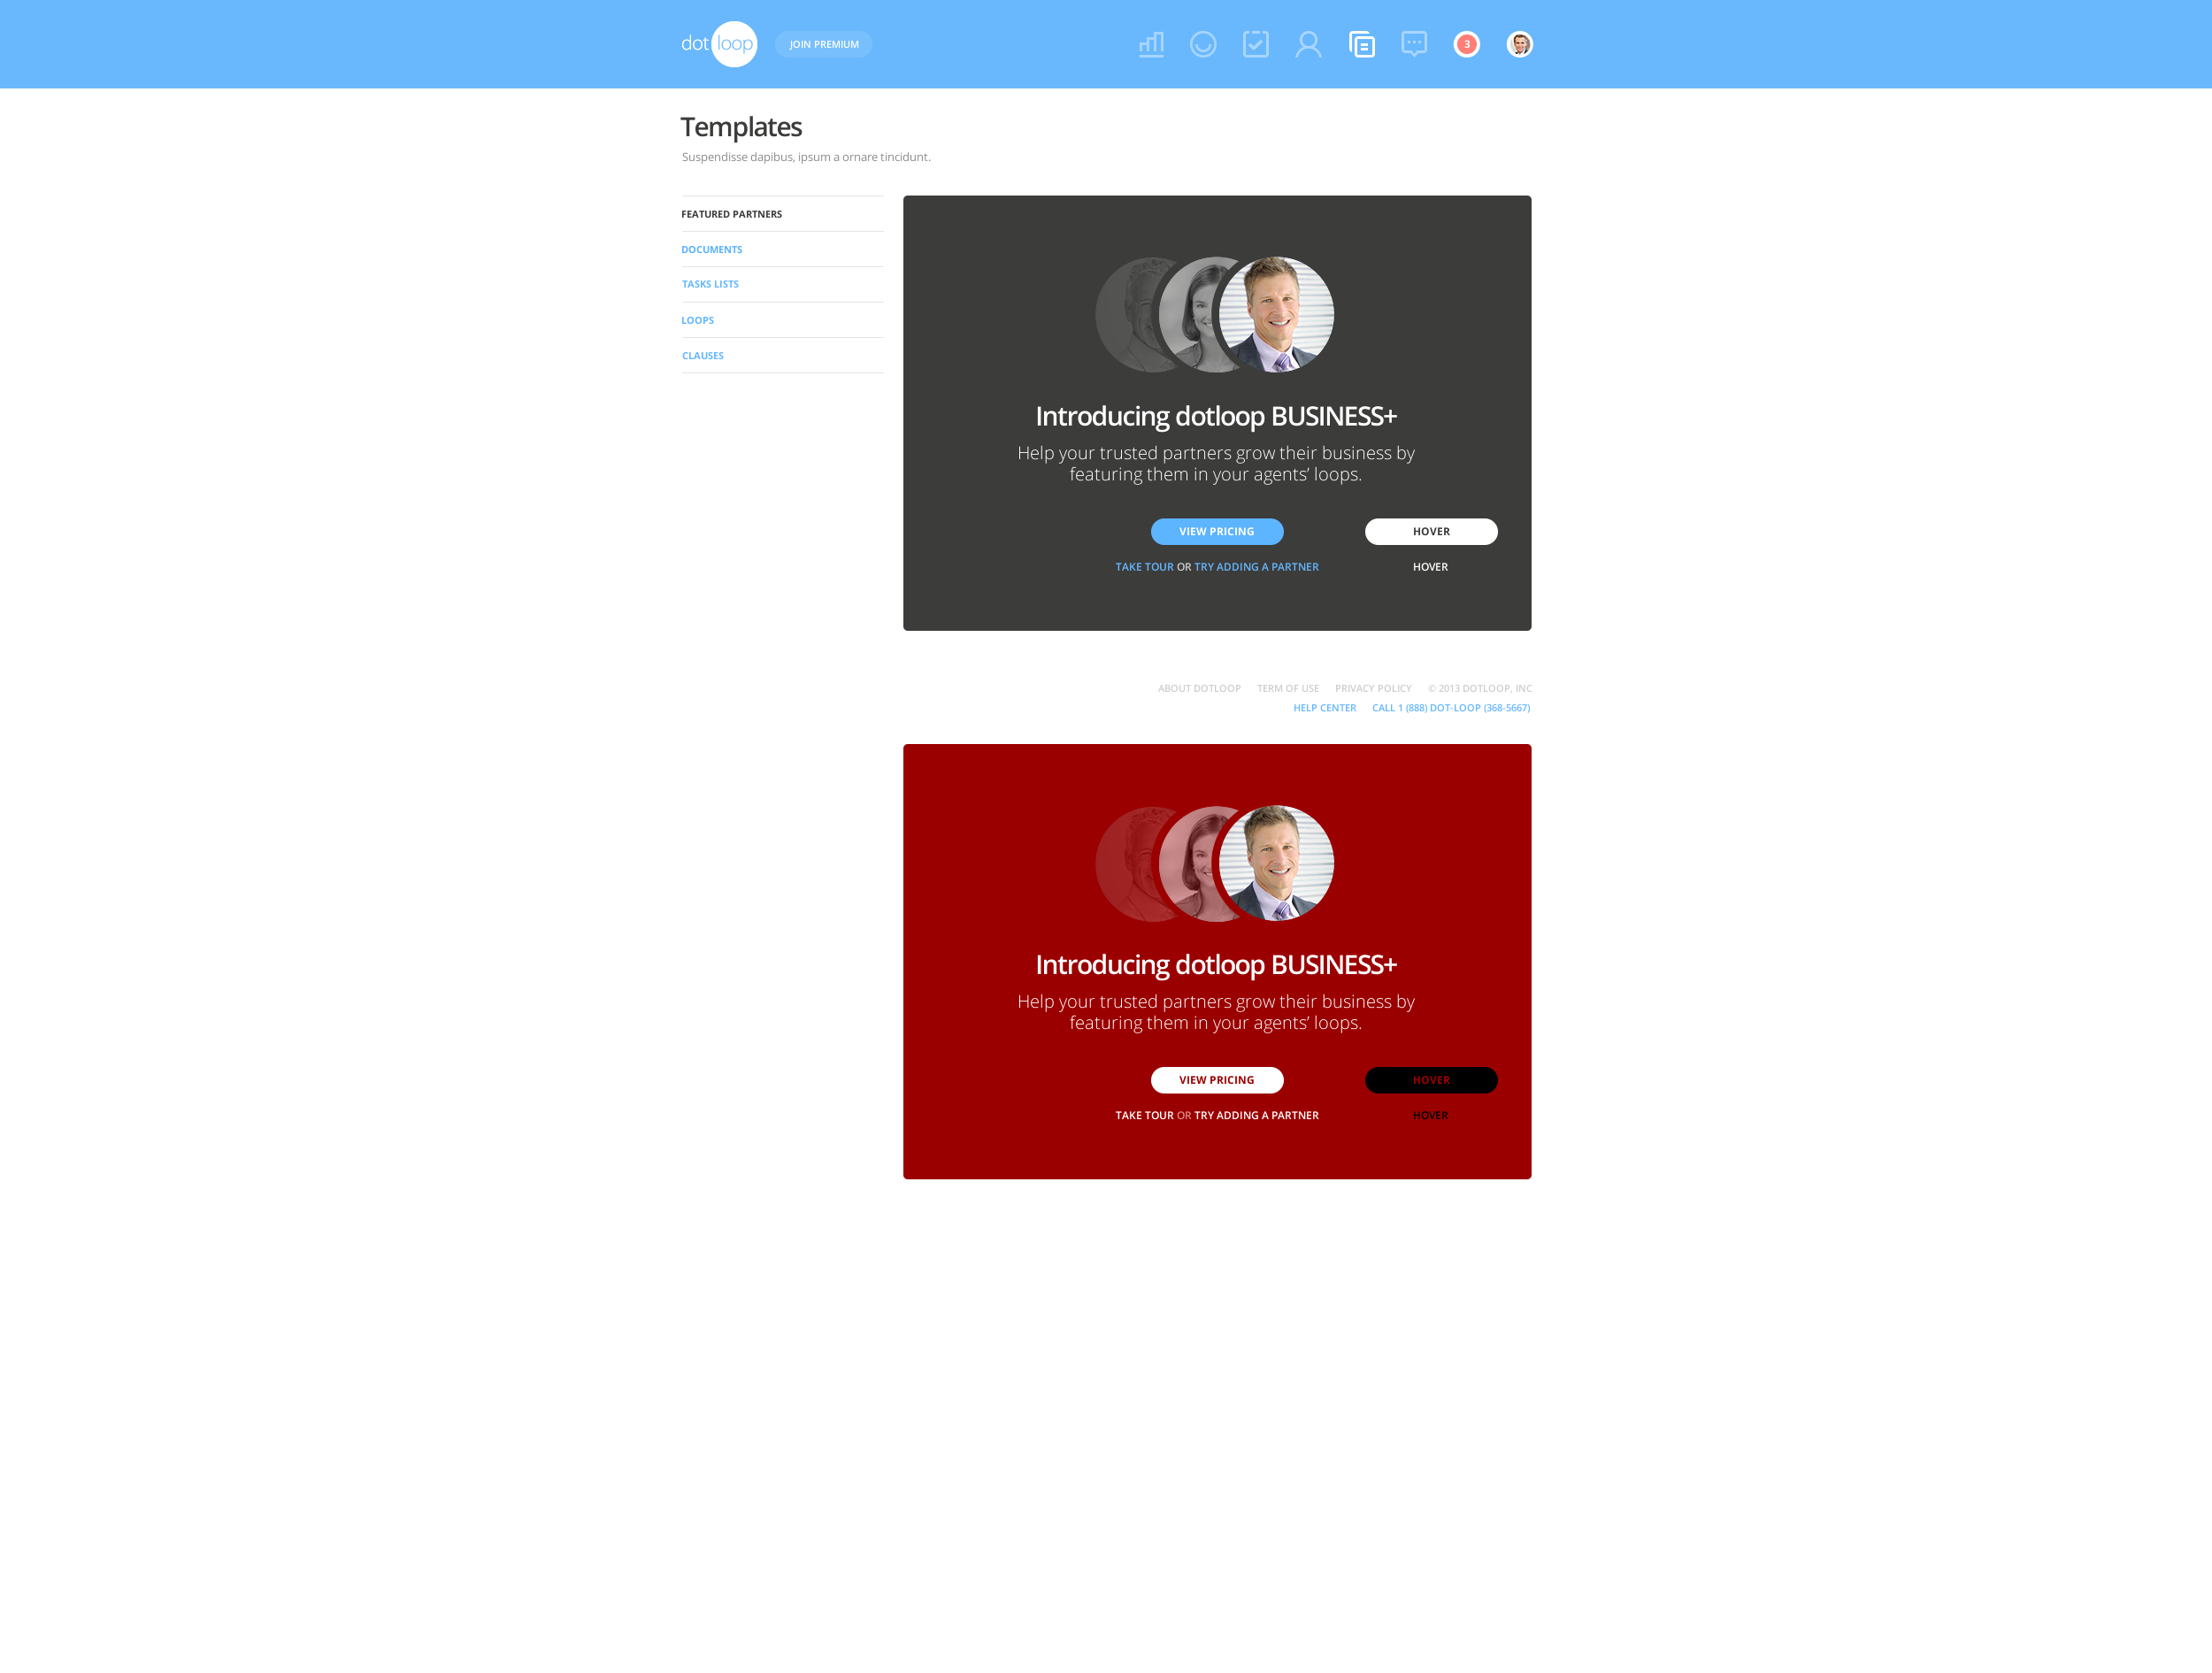 dot loop JOIN PREMIUM 3
Templates
Suspendisse dapibus, ipsum a ornare tincidunt.
FEATURED PARTNERS
DOCUMENTS
TASKS LISTS
LOOPS
CLAUSES
Introducing dotloop BUSINESS+
Help your trusted partners grow their business by
featuring them in your agents’ loops.
VIEW PRICING HOVER
TAKE TOUR OR TRY ADDING A PARTNER HOVER
ABOUT DOTLOOP TERM OF USE PRIVACY POLICY © 2013 DOTLOOP, INC
HELP CENTER CALL 1 (888) DOT-LOOP (368-5667)
Introducing dotloop BUSINESS+
Help your trusted partners grow their business by
featuring them in your agents’ loops.
VIEW PRICING HOVER
TAKE TOUR OR TRY ADDING A PARTNER HOVER